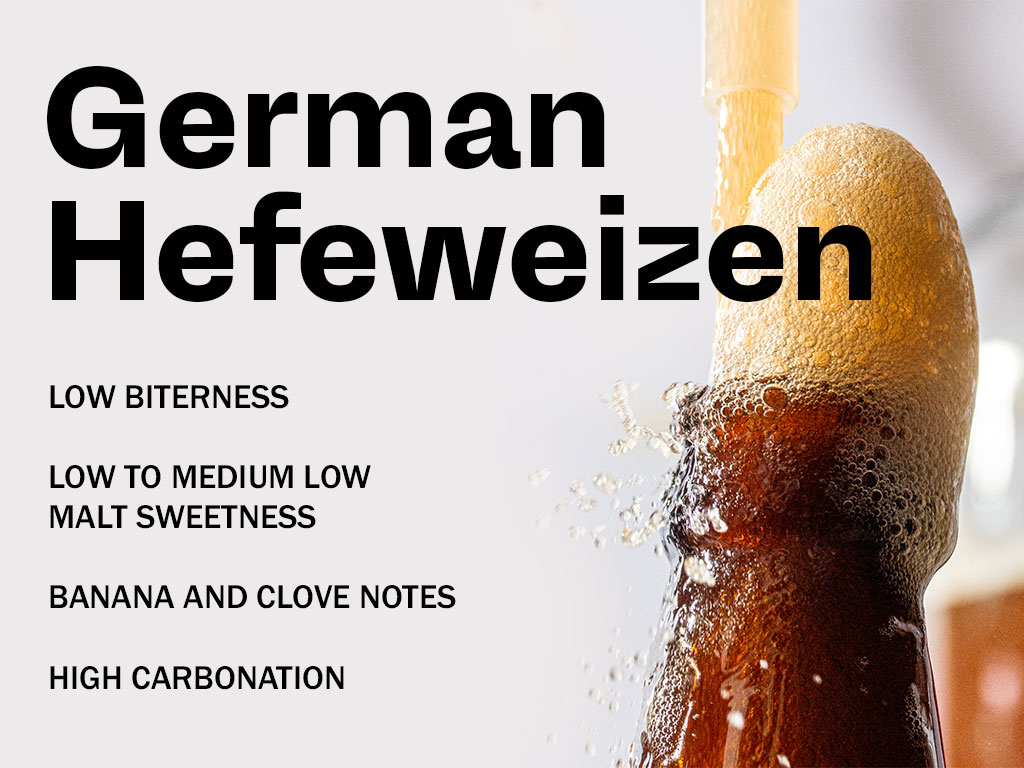 German
Hefeweizen
LOW BITERNESS
LOW TO MEDIUM LOW
MALT SWEETNESS
BANANA AND CLOVE NOTES
HIGH CARBONATION